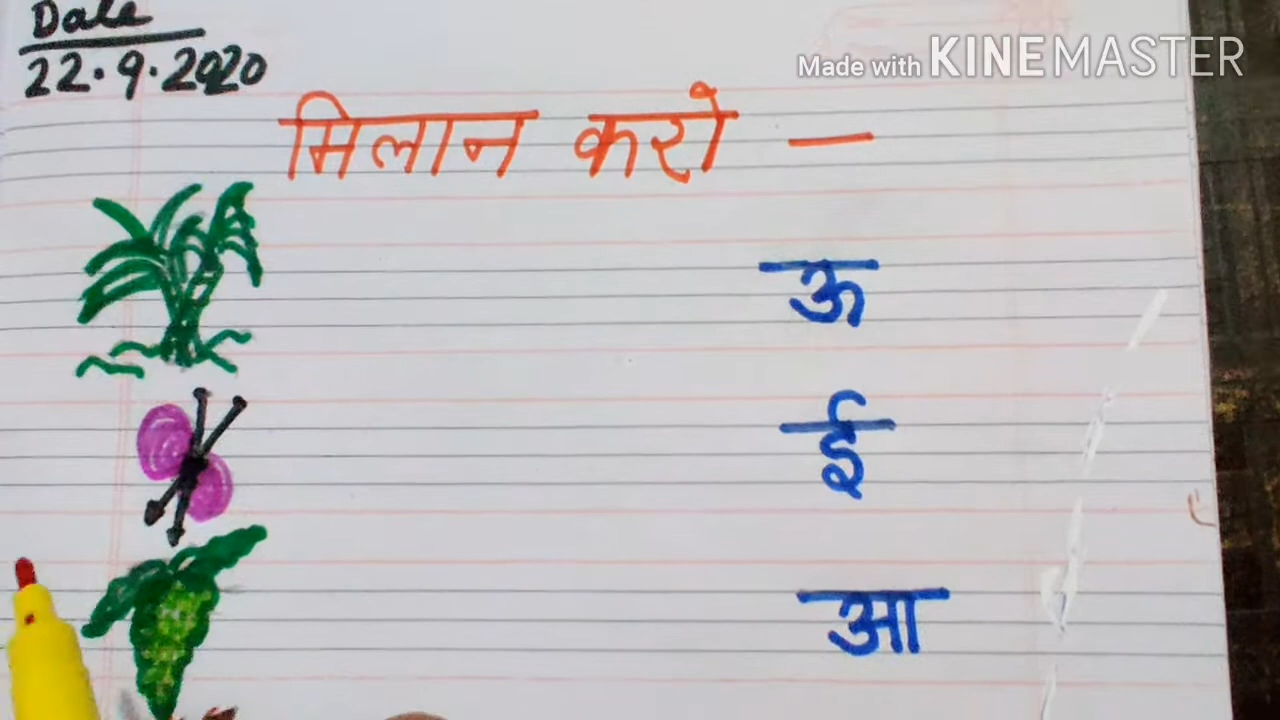 Date
22.9.2020
Made with KINEMASTER
मिलान करो —
ऊ
ई
आ